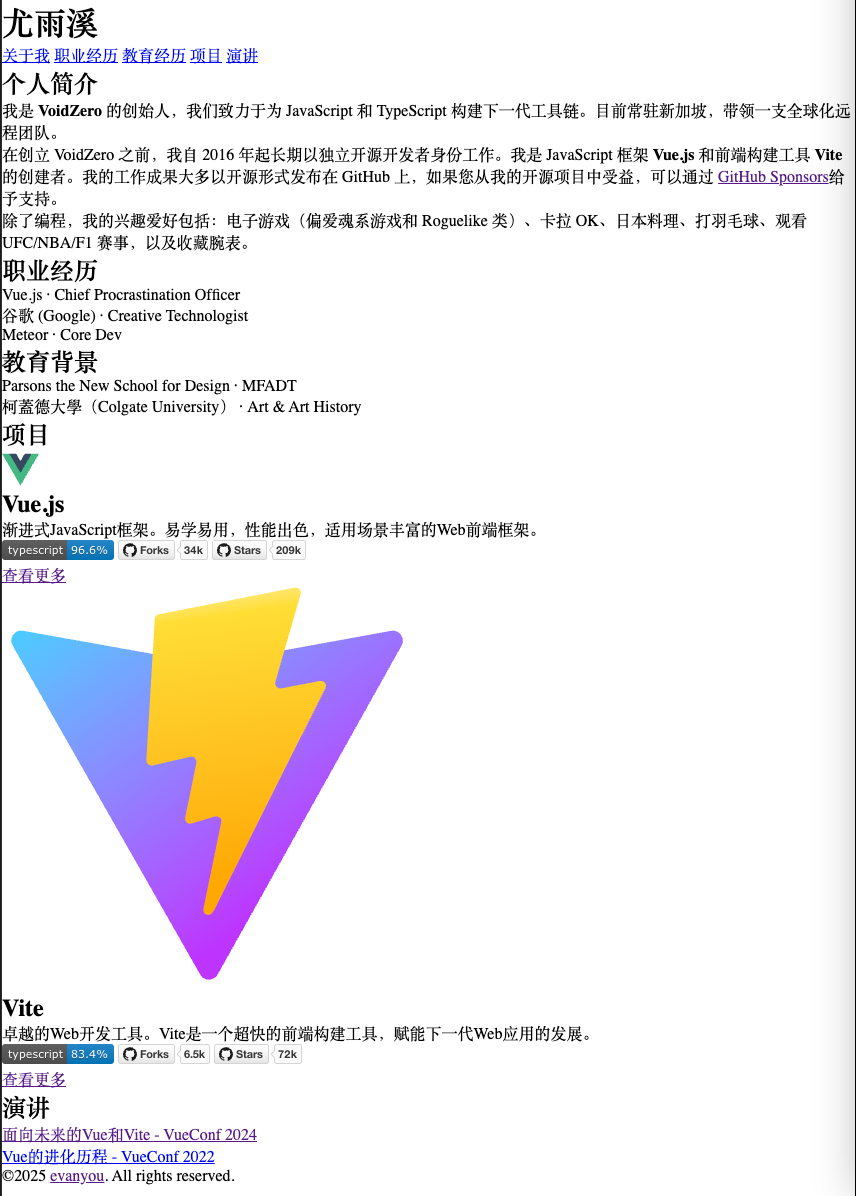 尤雨溪
关于我 职业经历 教育经历 项目 演讲
个人简介
我是 VoidZero 的创始人，我们致力于为 JavaScript 和 TypeScript 构建下一代工具链。目前常驻新加坡，带领一支全球化远
程团队。
在创立 VoidZero 之前，我自 2016 年起长期以独立开源开发者身份工作。我是 JavaScript 框架 Vue.js 和前端构建工具 Vite
的创建者。我的工作成果大多以开源形式发布在 GitHub 上，如果您从我的开源项目中受益，可以通过 GitHub Sponsors给
予支持。
除了编程，我的兴趣爱好包括：电子游戏（偏爱魂系游戏和 Roguelike 类）、卡拉 OK、日本料理、打羽毛球、观看
UFC/NBA/F1 赛事，以及收藏腕表。
职业经历
Vue.js · Chief Procrastination Officer
谷歌 (Google) · Creative Technologist
Meteor · Core Dev
教育背景
Parsons the New School for Design · MFADT
柯蓋德大學（Colgate University） · Art & Art History
项目
Vue.js
渐进式JavaScript框架。易学易用，性能出色，适用场景丰富的Web前端框架。
typescript 96.6% Forks 34k Stars 209k
查看更多
Vite
卓越的Web开发工具。Vite是一个超快的前端构建工具，赋能下一代Web应用的发展。
typescript 83.4% Forks 6.5k Stars 72k
查看更多
演讲
面向未来的Vue和Vite - VueConf 2024
Vue的进化历程 - VueConf 2022
©2025 evanyou. All rights reserved.